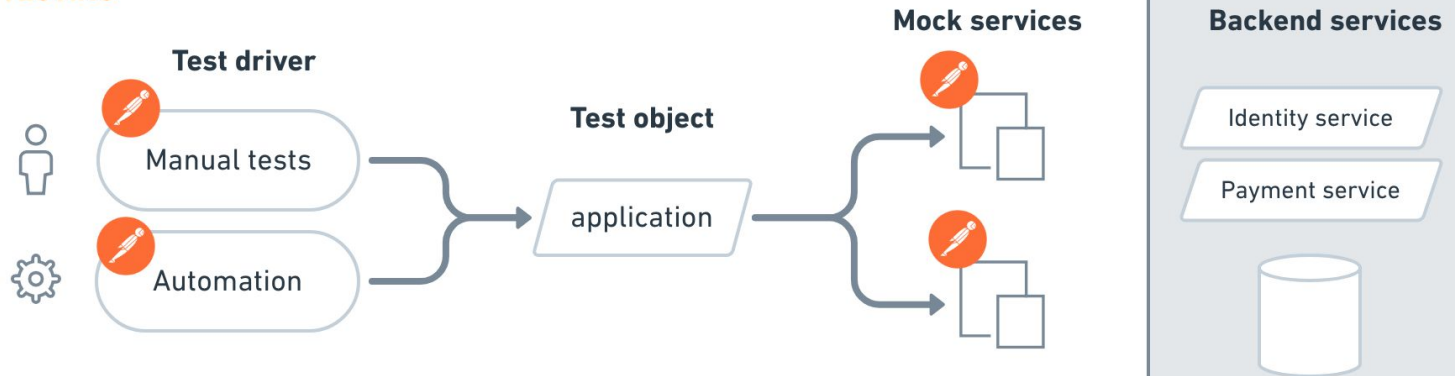 Test driver
Manual tests
Automation
Test object
application
Mock services
Backend services
Identity service
Payment service